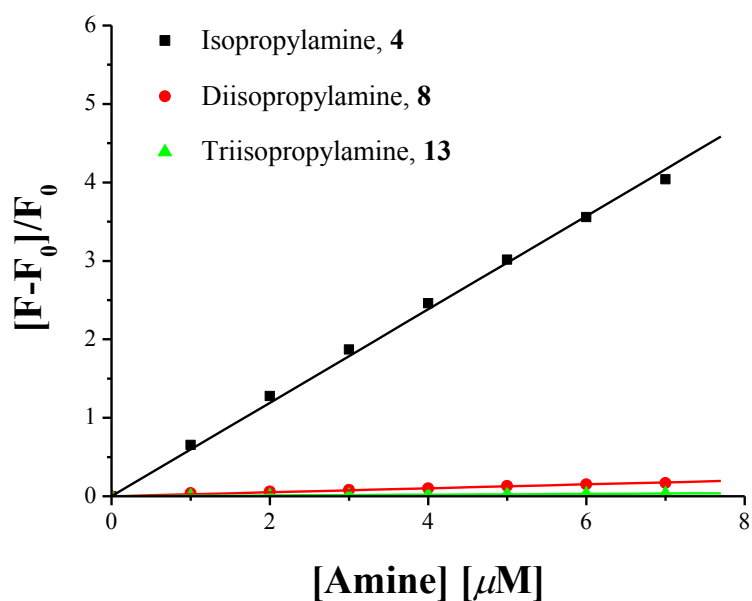 6
5
4
3
2
1
0
Isopropylamine, 4
Diisopropylamine, 8
Triisopropylamine, 13
[F-F₀]/F₀
0 2 4 6 8
[Amine] [μM]